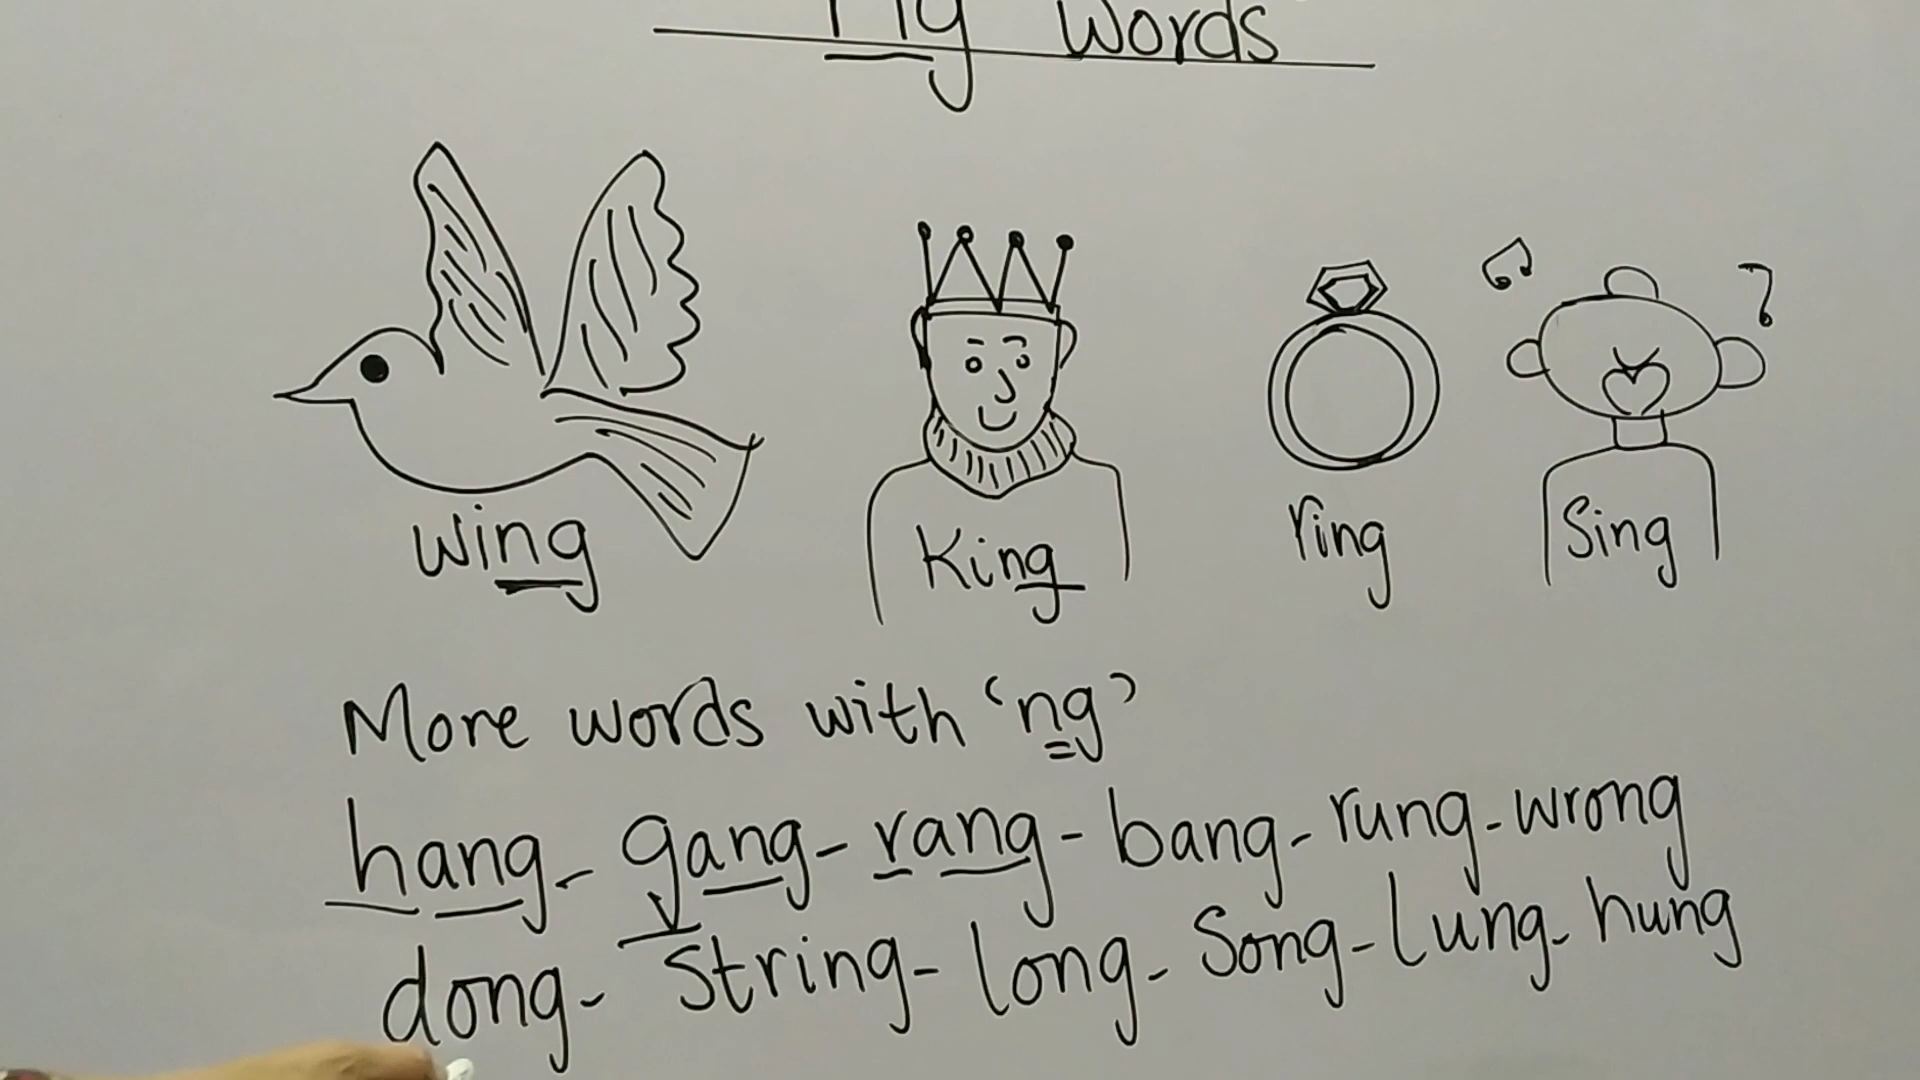 ng words
wing King ring Sing
More words with 'ng'
hang - gang - rang - bang - rung - wrong
dong - String - long - Song - lung - hung